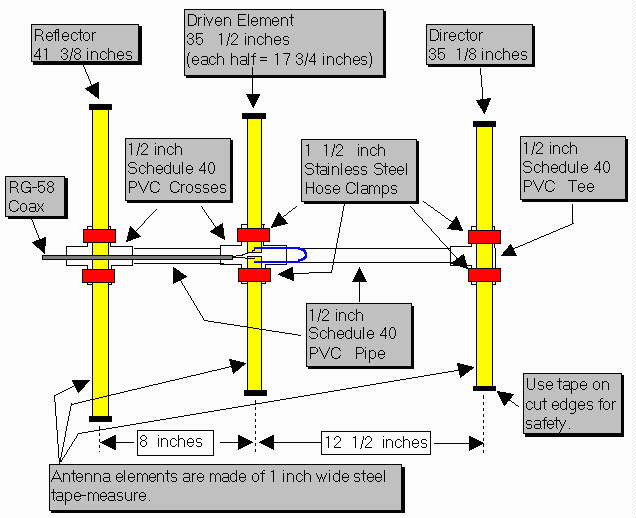 Reflector
41 3/8 inches
Driven Element
35 1/2 inches
(each half = 17 3/4 inches)
Director
35 1/8 inches
1/2 inch
Schedule 40
PVC Crosses
1 1/2 inch
Stainless Steel
Hose Clamps
1/2 inch
Schedule 40
PVC Tee
RG-58
Coax
1/2 inch
Schedule 40
PVC Pipe
Use tape on
cut edges for
safety.
8 inches
12 1/2 inches
Antenna elements are made of 1 inch wide steel
tape-measure.